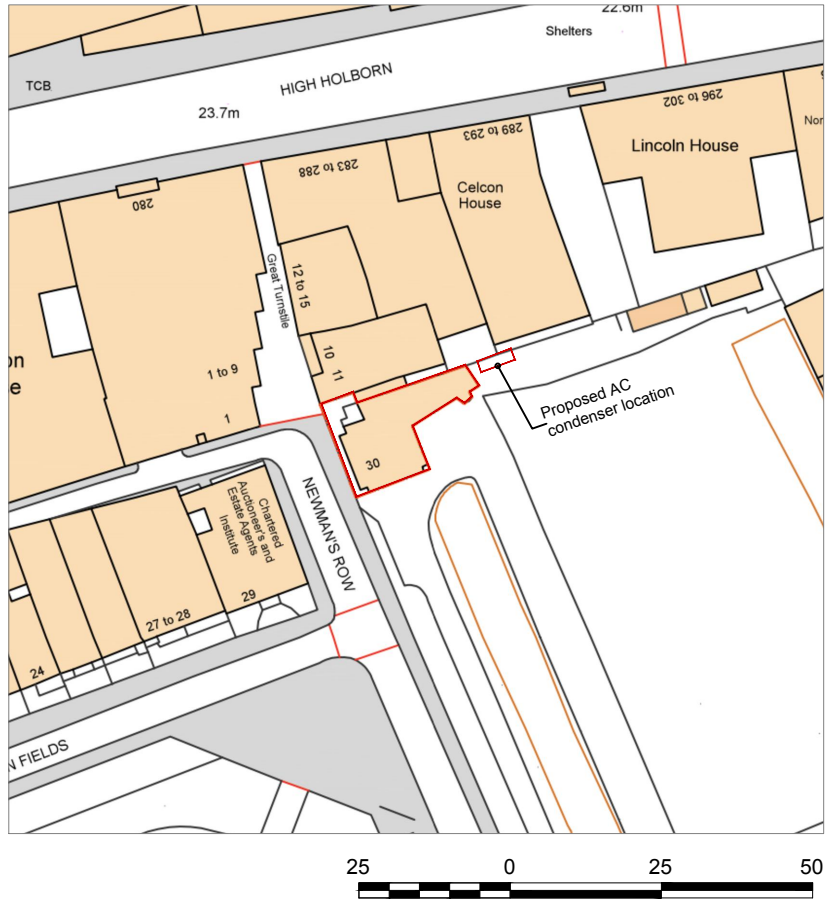 22.6m
Shelters
TCB
HIGH HOLBORN
23.7m
296 to 302
Lincoln House
Nor
289 to 293
283 to 288
Celcon
House
280
Great Turnstile
12 to 15
10
11
on
e
1 to 9
1
Proposed AC
condenser location
30
NEWMAN'S ROW
Chartered
Auctioneer's and
Estate Agents
Institute
29
27 to 28
24
N FIELDS
25
0
25
50